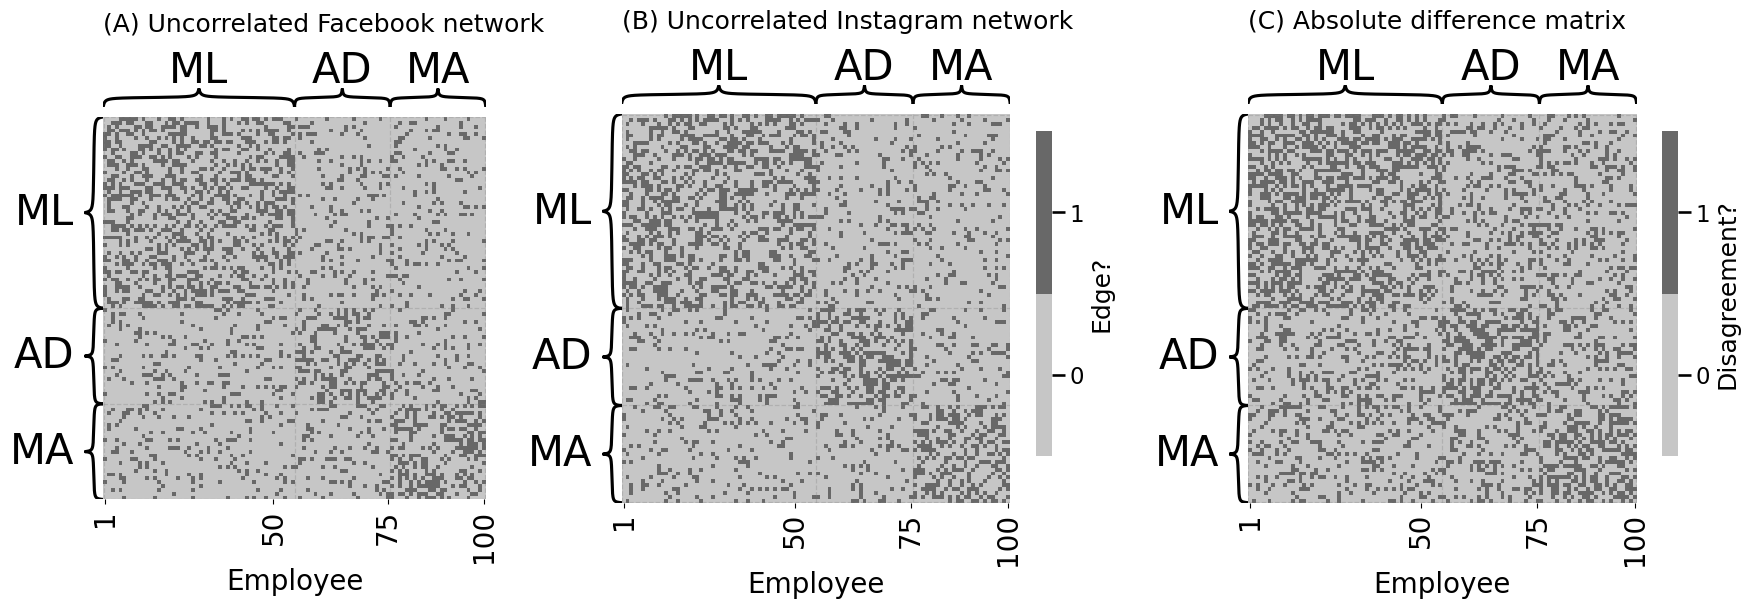 (A) Uncorrelated Facebook network
ML AD MA
ML
AD
MA
1 50 75 100
Employee
(B) Uncorrelated Instagram network
ML AD MA
ML
AD
MA
1 50 75 100
Employee
1
0
Edge?
(C) Absolute difference matrix
ML AD MA
ML
AD
MA
1 50 75 100
Employee
1
0
Disagreement?